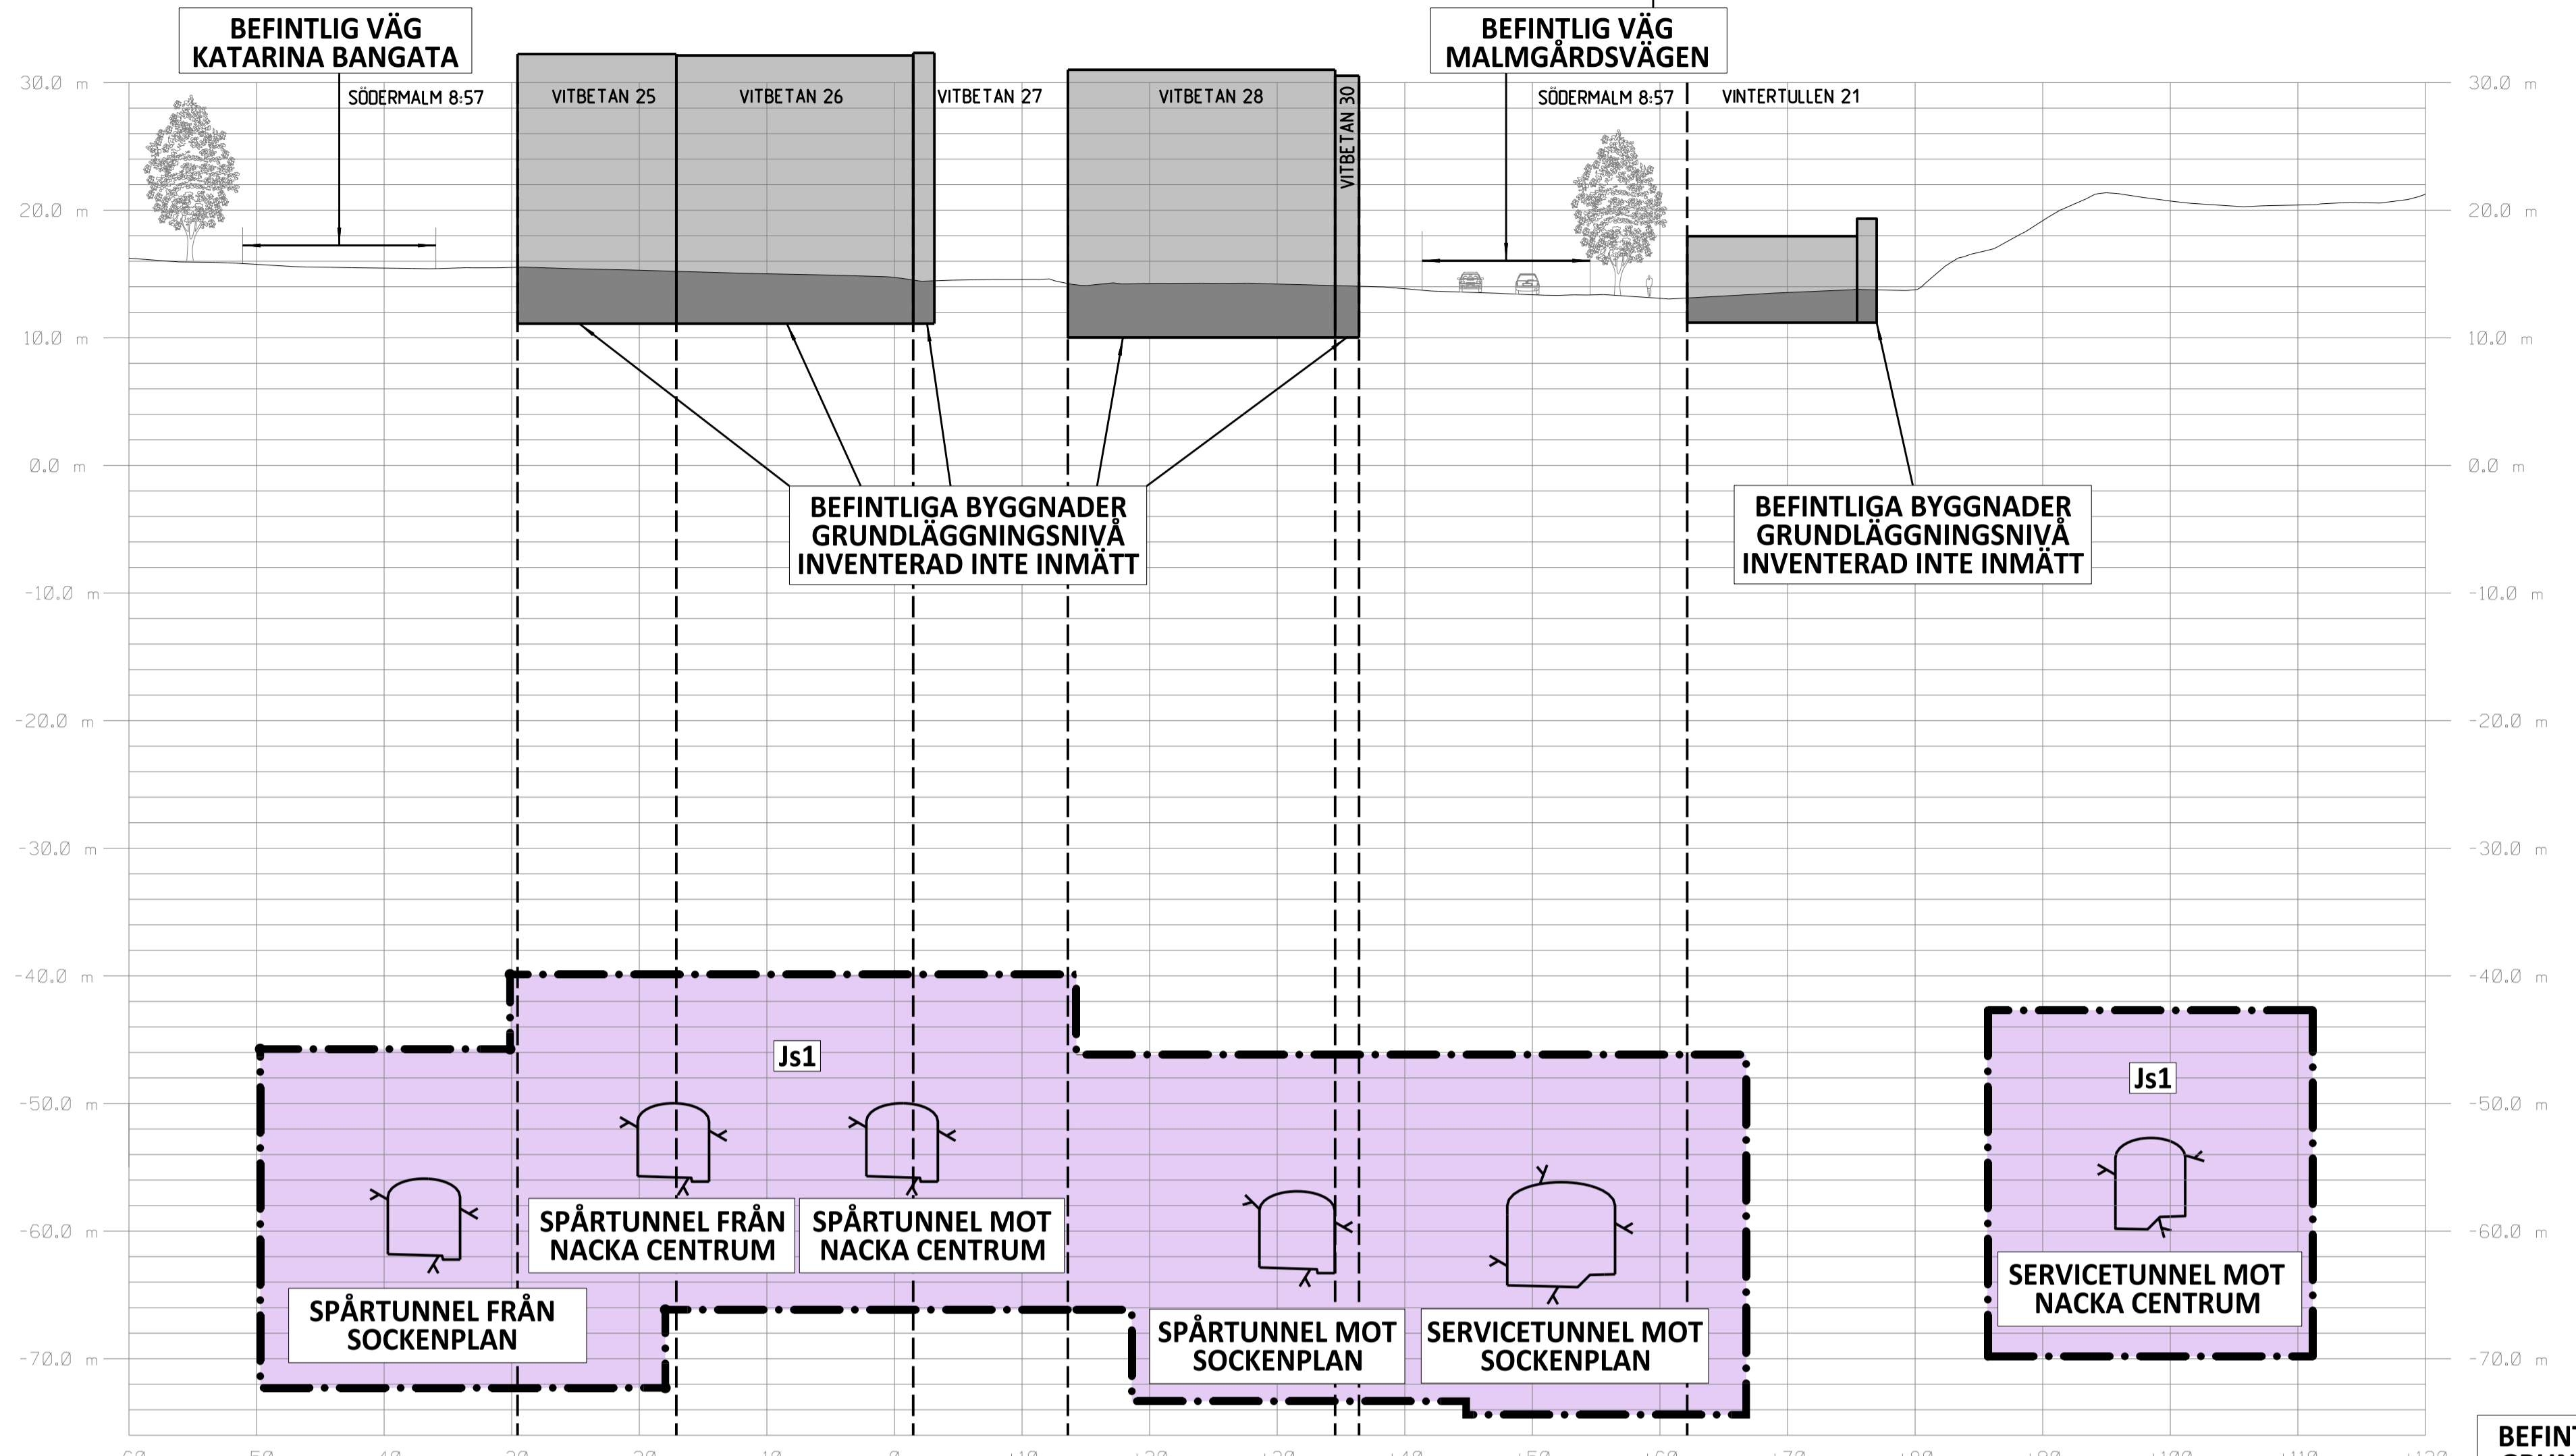 BEFINTLIG VÄG
KATARINA BANGATA
BEFINTLIG VÄG
MALMGÅRDSVÄGEN
30.0 m
SÖDERMALM 8:57
VITBETAN 25
VITBETAN 26
VITBETAN 27
VITBETAN 28
VITBETAN 30
SÖDERMALM 8:57
VINTERTULLEN 21
30.0 m
20.0 m
20.0 m
10.0 m
10.0 m
0.0 m
0.0 m
BEFINTLIGA BYGGNADER
GRUNDLÄGGNINGSNIVÅ
INVENTERAD INTE INMÄTT
BEFINTLIGA BYGGNADER
GRUNDLÄGGNINGSNIVÅ
INVENTERAD INTE INMÄTT
-10.0 m
-10.0 m
-20.0 m
-20.0 m
-30.0 m
-30.0 m
-40.0 m
-40.0 m
Js1
Js1
-50.0 m
-50.0 m
SPÅRTUNNEL FRÅN
NACKA CENTRUM
SPÅRTUNNEL MOT
NACKA CENTRUM
-60.0 m
-60.0 m
SERVICETUNNEL MOT
NACKA CENTRUM
SPÅRTUNNEL FRÅN
SOCKENPLAN
SPÅRTUNNEL MOT
SOCKENPLAN
SERVICETUNNEL MOT
SOCKENPLAN
-70.0 m
-70.0 m